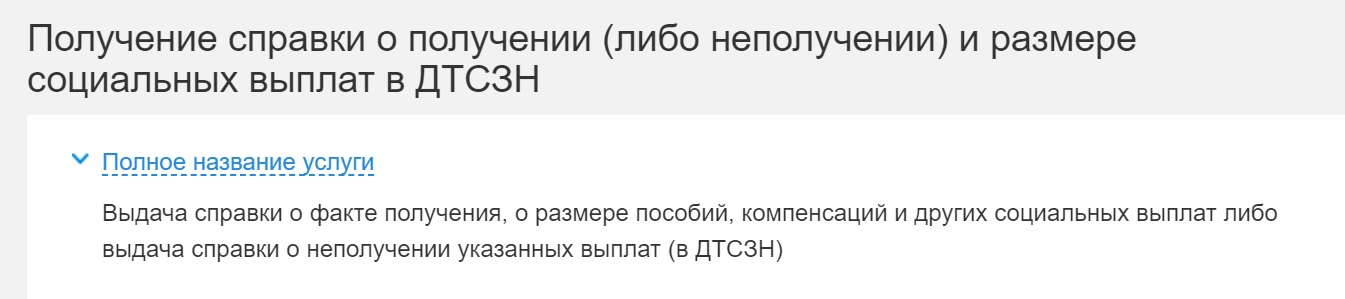 Получение справки о получении (либо неполучении) и размере
социальных выплат в ДТСЗН
Полное название услуги
Выдача справки о факте получения, о размере пособий, компенсаций и других социальных выплат либо
выдача справки о неполучении указанных выплат (в ДТСЗН)